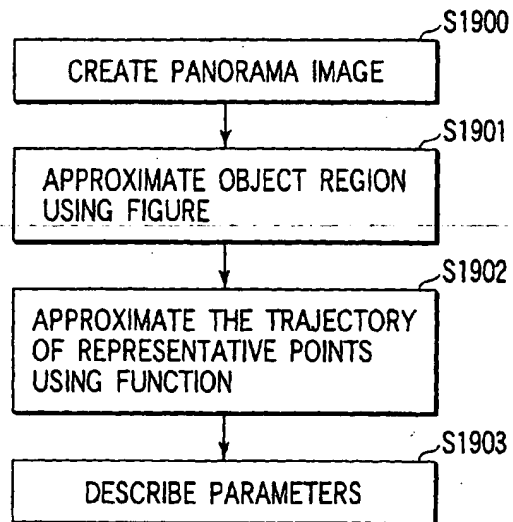 S1900
CREATE PANORAMA IMAGE
S1901
APPROXIMATE OBJECT REGION
USING FIGURE
S1902
APPROXIMATE THE TRAJECTORY
OF REPRESENTATIVE POINTS
USING FUNCTION
S1903
DESCRIBE PARAMETERS